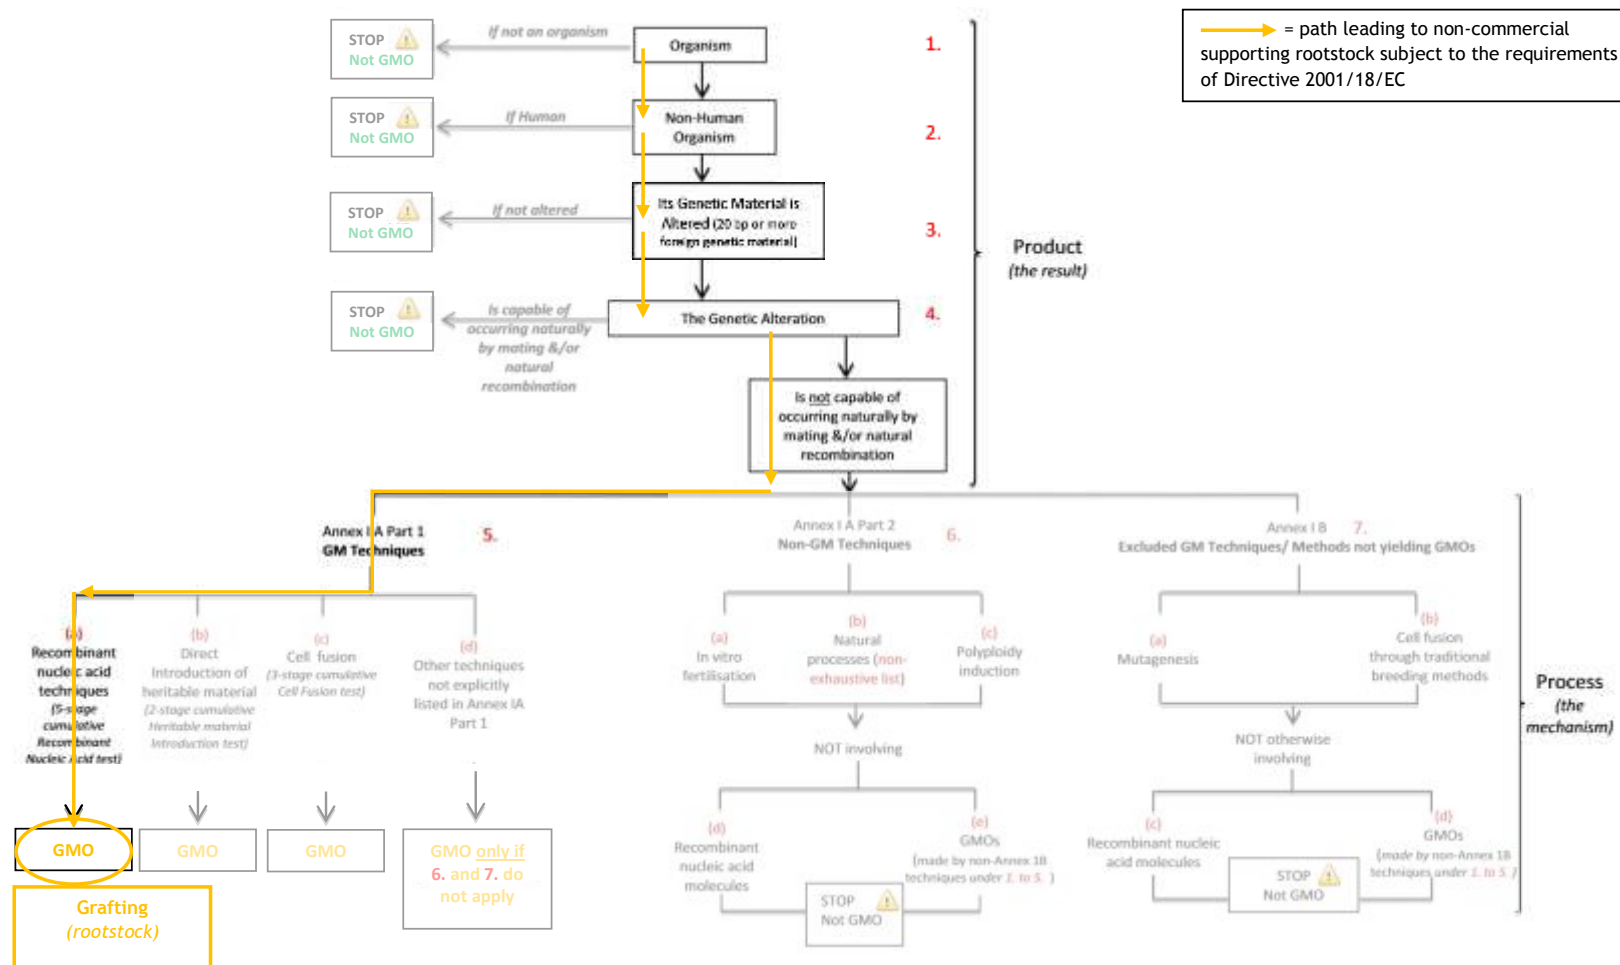 = path leading to non-commercial
supporting rootstock subject to the requirements
of Directive 2001/18/EC
STOP
Not GMO
If not an organism
Organism
1.
STOP
Not GMO
If Human
Non-Human
Organism
2.
STOP
Not GMO
If not altered
Its Genetic Material is
Altered (20 bp or more
foreign genetic material)
3.
Product
(the result)
STOP
Not GMO
Is capable of
occurring naturally
by mating &/or
natural
recombination
The Genetic Alteration
4.
Is not capable of
occurring naturally by
mating &/or natural
recombination
Annex I A Part 1
GM Techniques
5.
Annex I A Part 2
Non-GM Techniques
6.
Annex I B
7.
Excluded GM Techniques/ Methods not yielding GMOs
(a)
Recombinant
nucleic acid
techniques
(5-stage
cumulative
Recombinant
Nucleic Acid test)
(b)
Direct
Introduction of
heritable material
(2-stage cumulative
Heritable material
Introduction test)
(c)
Cell fusion
(3-stage cumulative
Cell Fusion test)
(d)
Other techniques
not explicitly
listed in Annex IA
Part 1
(a)
In vitro
fertilisation
(b)
Natural
processes (non-
exhaustive list)
(c)
Polyploidy
induction
(a)
Mutagenesis
(b)
Cell fusion
through traditional
breeding methods
Process
(the
mechanism)
NOT involving
NOT otherwise
involving
GMO
GMO
GMO
GMO only if
6. and 7. do
not apply
(d)
Recombinant
nucleic acid
molecules
(e)
GMOs
(made by non-Annex 1B
techniques under 1. to 5. )
STOP
Not GMO
(c)
Recombinant nucleic
acid molecules
(d)
GMOs
(made by non-Annex 1B
techniques under 1. to 5. )
STOP
Not GMO
Grafting
(rootstock)